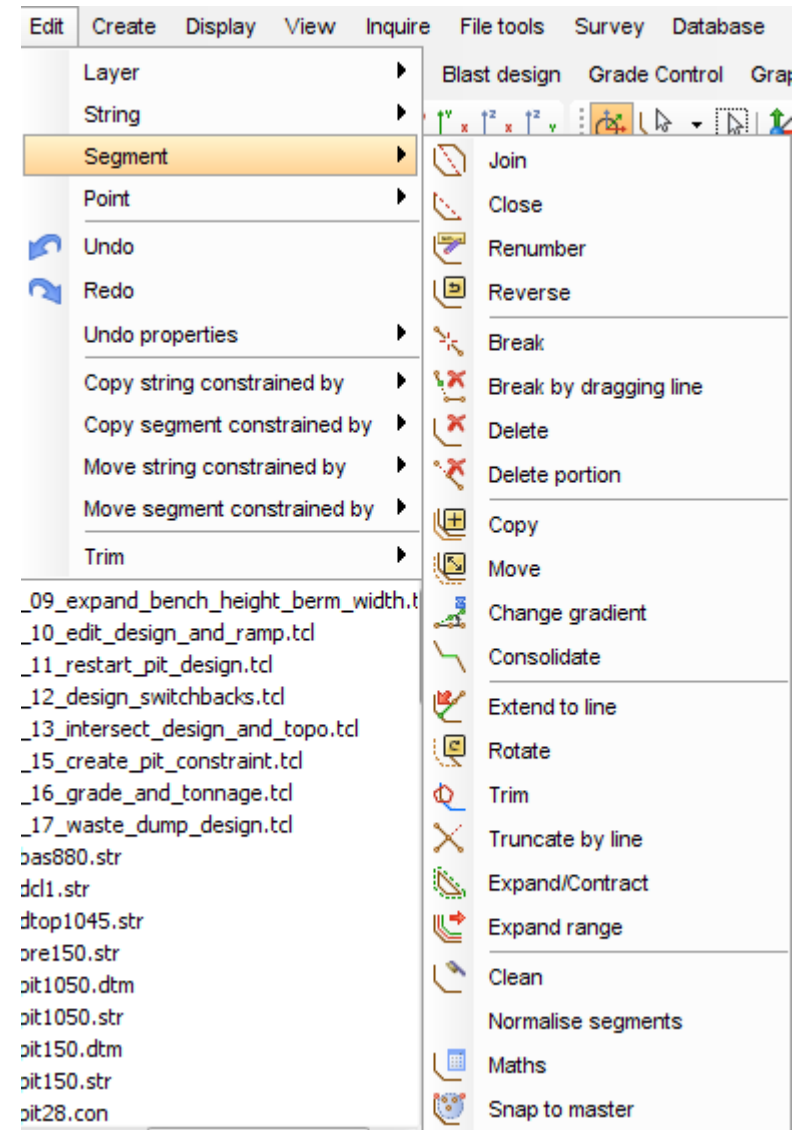 Edit Create Display View Inquire File tools Survey Database
Blast design Grade Control
Layer
String
Segment
Point
Undo
Redo
Undo properties
Copy string constrained by
Copy segment constrained by
Move string constrained by
Move segment constrained by
Trim
Join
Close
Renumber
Reverse
Break
Break by dragging line
Delete
Delete portion
Copy
Move
Change gradient
Consolidate
Extend to line
Rotate
Trim
Truncate by line
Expand/Contract
Expand range
Clean
Normalise segments
Maths
Snap to master
_09_expand_bench_height_berm_width.t
_10_edit_design_and_ramp.tcl
_11_restart_pit_design.tcl
_12_design_switchbacks.tcl
_13_intersect_design_and_topo.tcl
_15_create_pit_constraint.tcl
_16_grade_and_tonnage.tcl
_17_waste_dump_design.tcl
bas880.str
dcl1.str
dtop1045.str
ore150.str
pit1050.dtm
pit1050.str
pit150.dtm
pit150.str
pit28.con